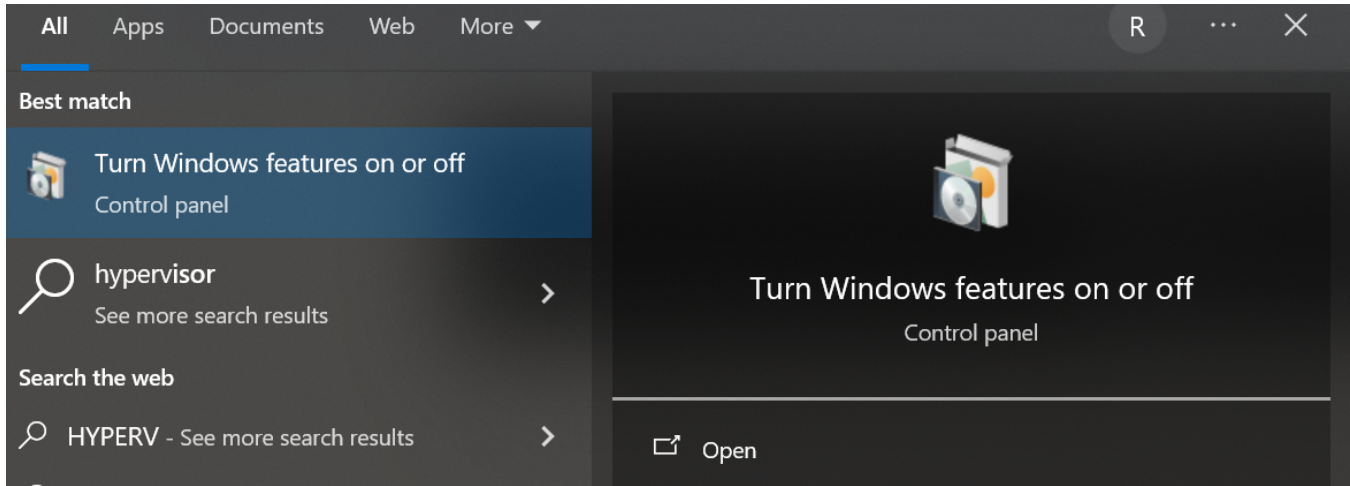 All Apps Documents Web More R ...
Best match
Turn Windows features on or off
Control panel
hypervisor
See more search results
Search the web
HYPERV - See more search results
Turn Windows features on or off
Control panel
Open